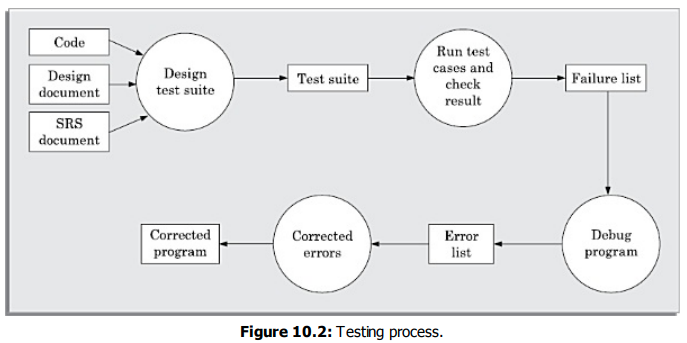 Code
Design
document
SRS
document
Design
test suite
Test suite
Run test
cases and
check
result
Failure list
Corrected
program
Corrected
errors
Error
list
Debug
program
Figure 10.2: Testing process.